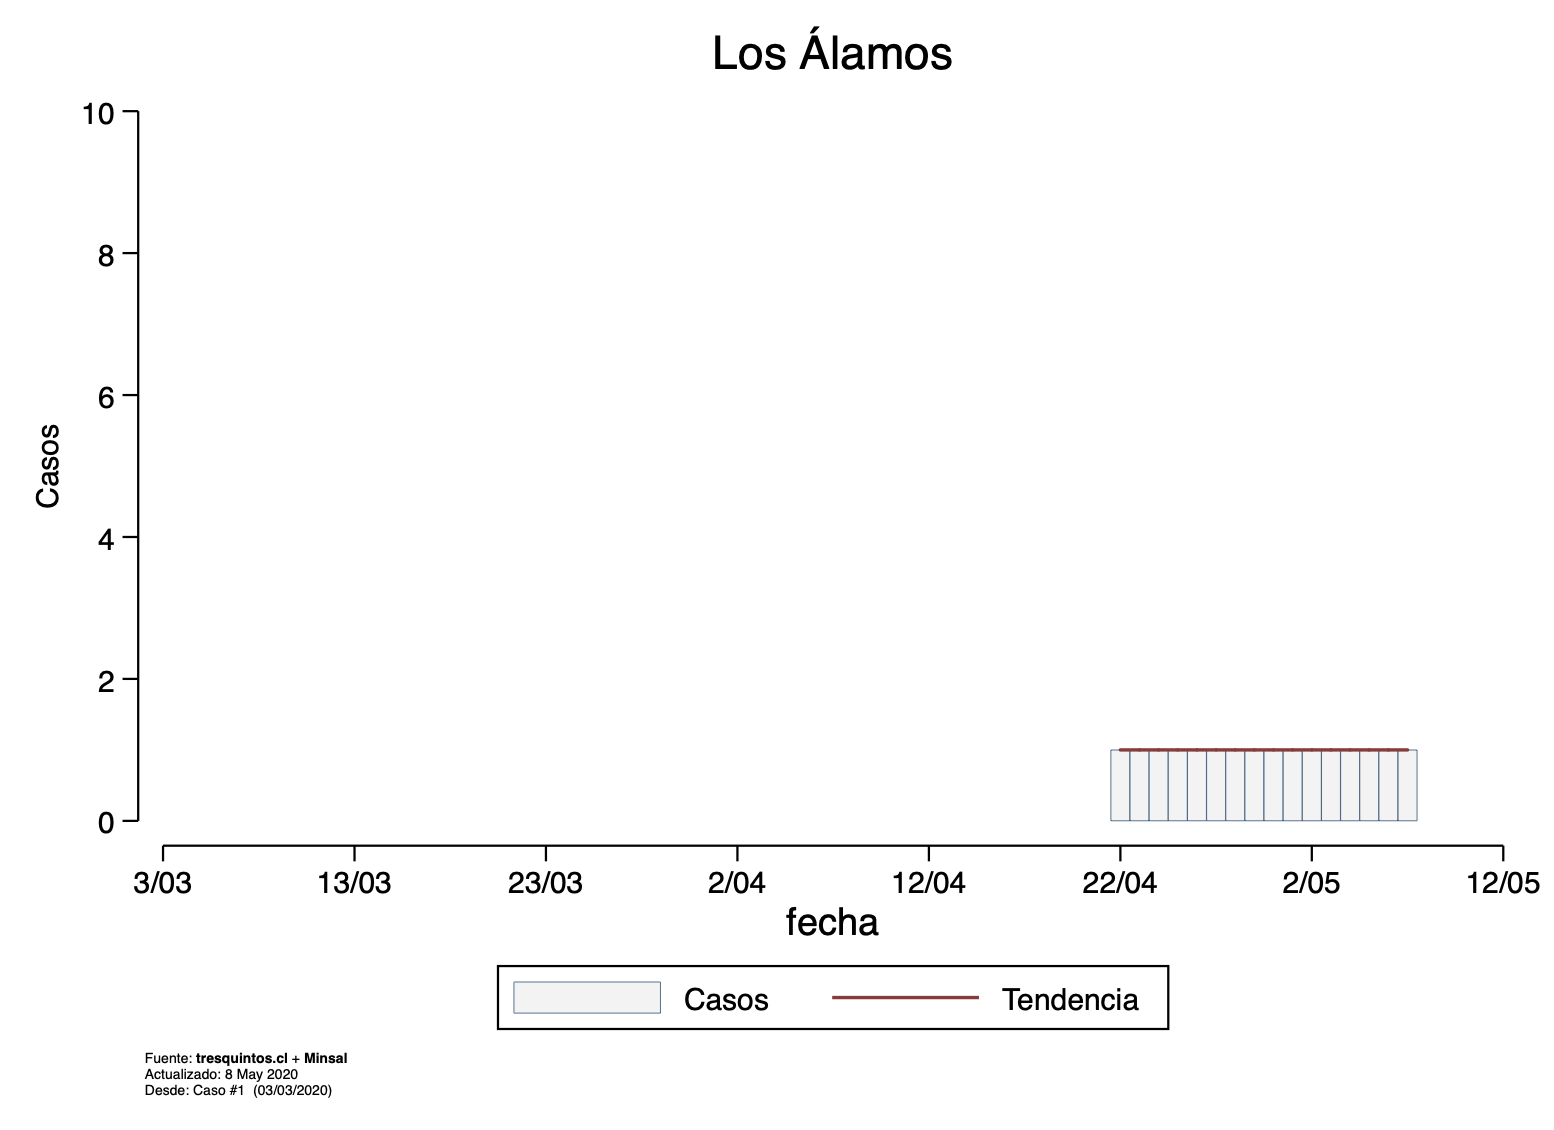 Los Álamos
10
8
6
4
2
0
Casos
3/03 13/03 23/03 2/04 12/04 22/04 2/05 12/05
fecha
Casos Tendencia
Fuente: tresquintos.cl + Minsal
Actualizado: 8 May 2020
Desde: Caso #1 (03/03/2020)